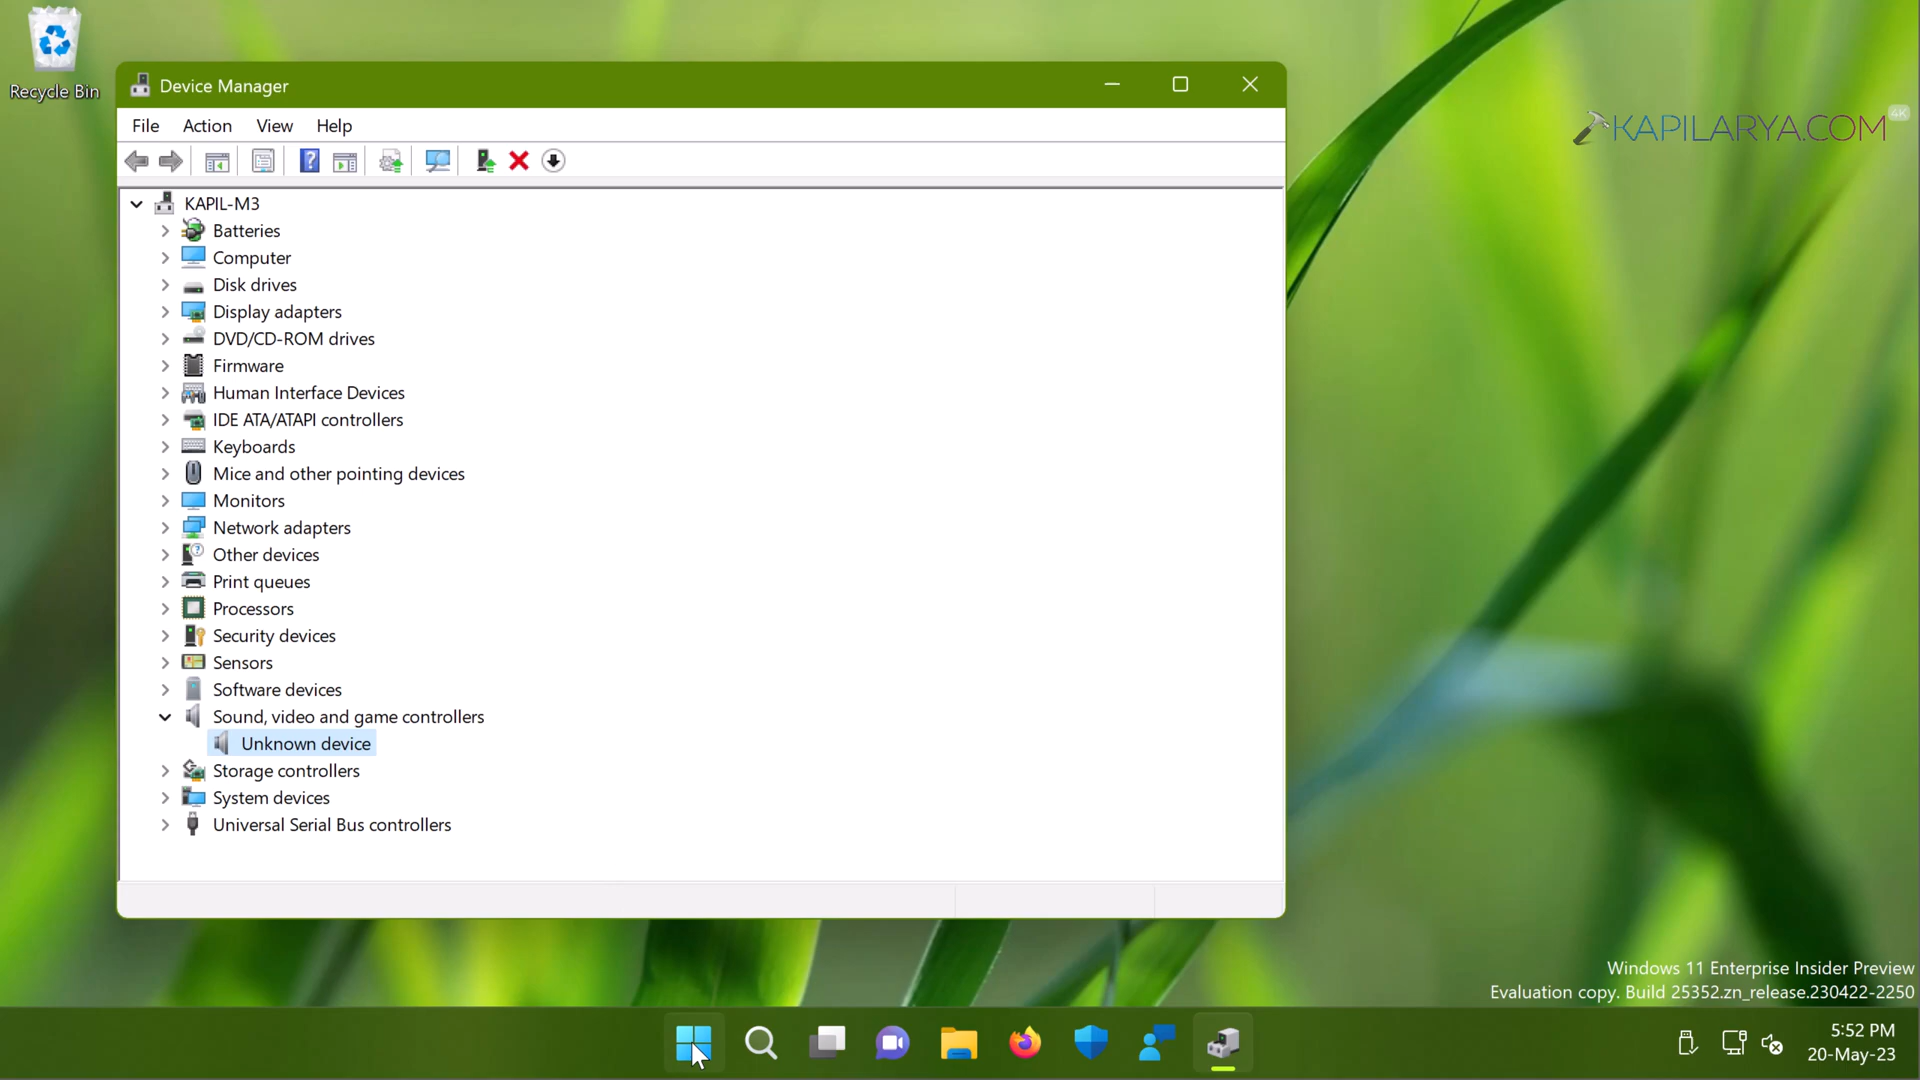 Recycle Bin
Device Manager
File Action View Help
KAPIL-M3
Batteries
Computer
Disk drives
Display adapters
DVD/CD-ROM drives
Firmware
Human Interface Devices
IDE ATA/ATAPI controllers
Keyboards
Mice and other pointing devices
Monitors
Network adapters
Other devices
Print queues
Processors
Security devices
Sensors
Software devices
Sound, video and game controllers
Unknown device
Storage controllers
System devices
Universal Serial Bus controllers
KAPILARYA.COM
4K
Windows 11 Enterprise Insider Preview
Evaluation copy. Build 25352.zn_release.230422-2250
5:52 PM
20-May-23